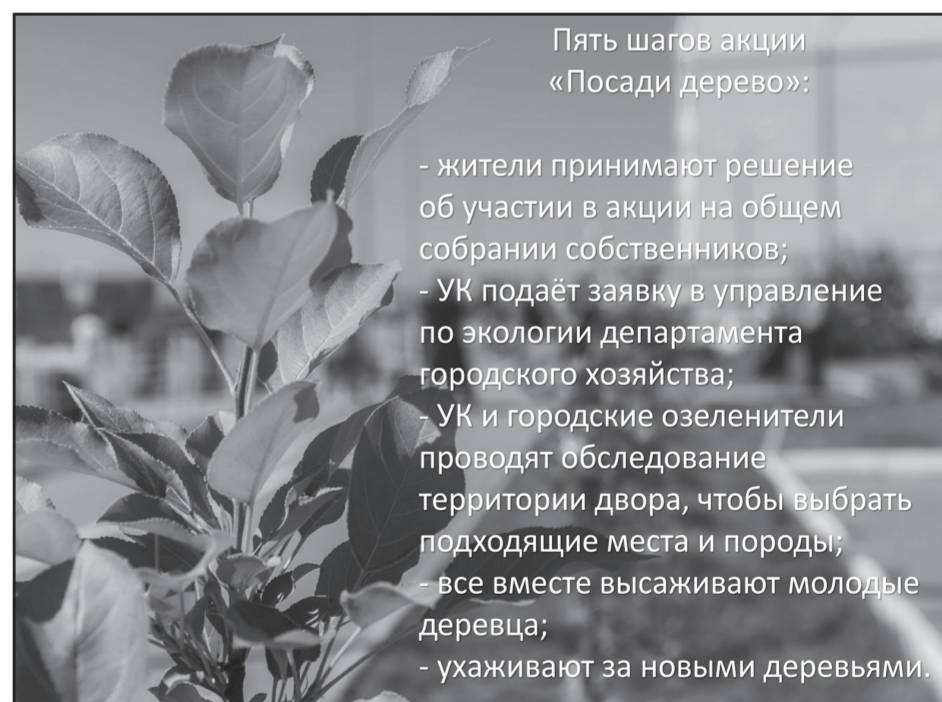 Пять шагов акции
«Посади дерево»:
- жители принимают решение
об участии в акции на общем
собрании собственников;
- УК подаёт заявку в управление
по экологии департамента
городского хозяйства;
- УК и городские озеленители
проводят обследование
территории двора, чтобы выбрать
подходящие места и породы;
- все вместе высаживают молодые
деревца;
- ухаживают за новыми деревьями.